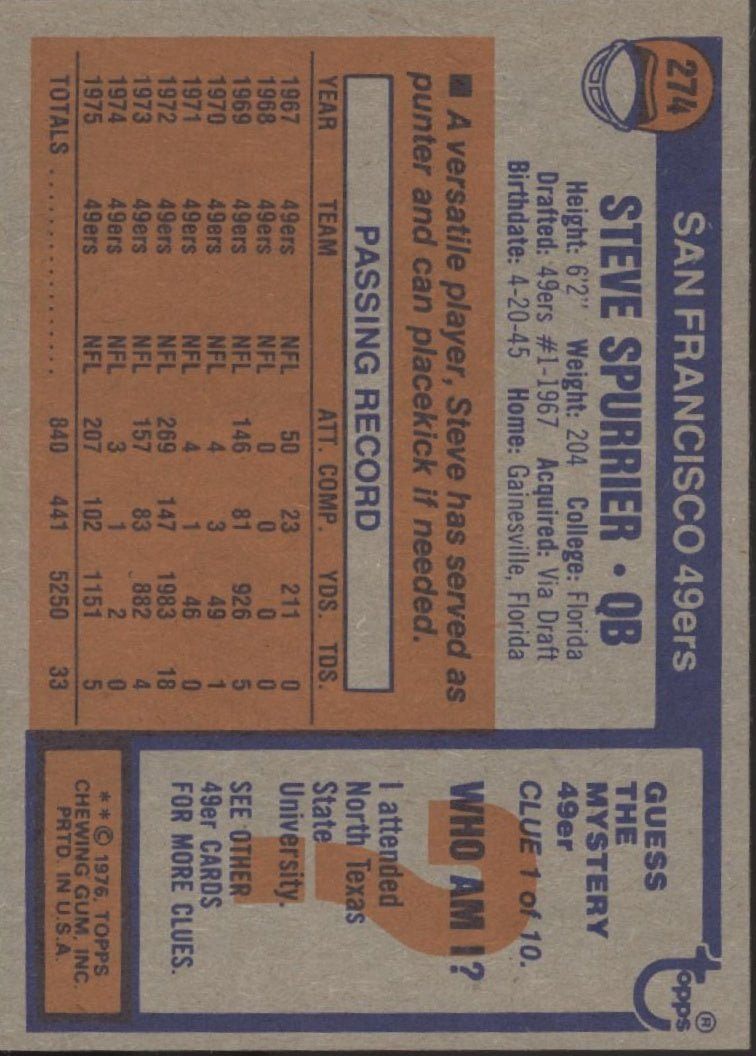 274
SAN FRANCISCO 49ers
STEVE SPURRIER • QB
Height: 6'2" Weight: 204 College: Florida
Drafted: 49ers #1-1967 Acquired: Via Draft
Birthdate: 4-20-45 Home: Gainesville, Florida
■ A versatile player, Steve has served as
punter and can placekick if needed.
PASSING RECORD
YEAR TEAM ATT. COMP. YDS. TDS.
1967 49ers NFL 50 23 211 0
1968 49ers NFL 0 0 0 0
1969 49ers NFL 146 81 926 5
1970 49ers NFL 4 3 49 1
1971 49ers NFL 4 1 46 0
1972 49ers NFL 269 147 1983 18
1973 49ers NFL 157 83 882 4
1974 49ers NFL 3 1 2 0
1975 49ers NFL 207 102 1151 5
TOTALS .................. 840 441 5250 33
topps ®
GUESS
THE
MYSTERY
49er
CLUE 1 of 10.
WHO AM I?
?
I attended
North Texas
State
University.
SEE OTHER
49er CARDS
FOR MORE CLUES.
**© 1976, TOPPS
CHEWING GUM, INC.
PRTD. IN U.S.A.